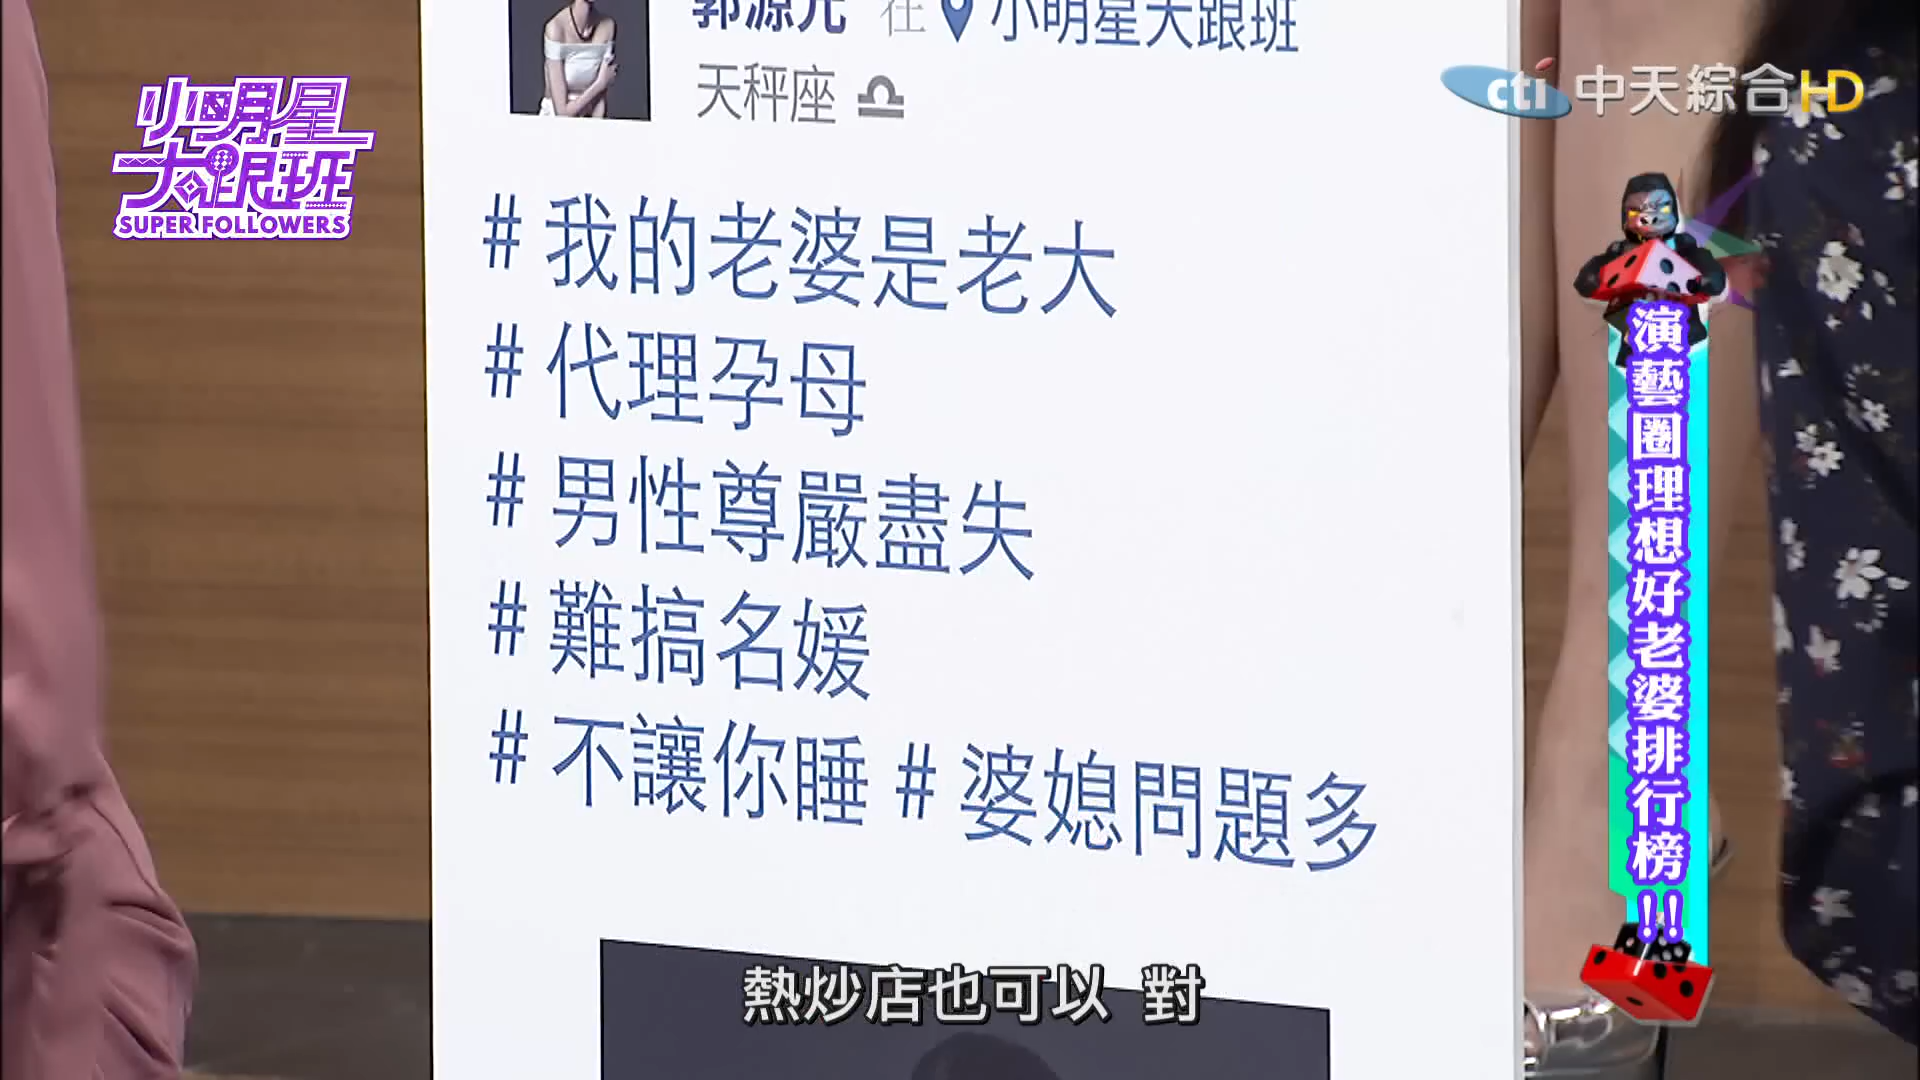 郭源元 在 小明星大跟班
天秤座
#我的老婆是老大
#代理孕母
#男性尊嚴盡失
#難搞名媛
#不讓你睡 #婆媳問題多
小明星
大跟班
SUPER FOLLOWERS
cti 中天綜合HD
演藝圈理想好老婆排行榜!!
熱炒店也可以 對